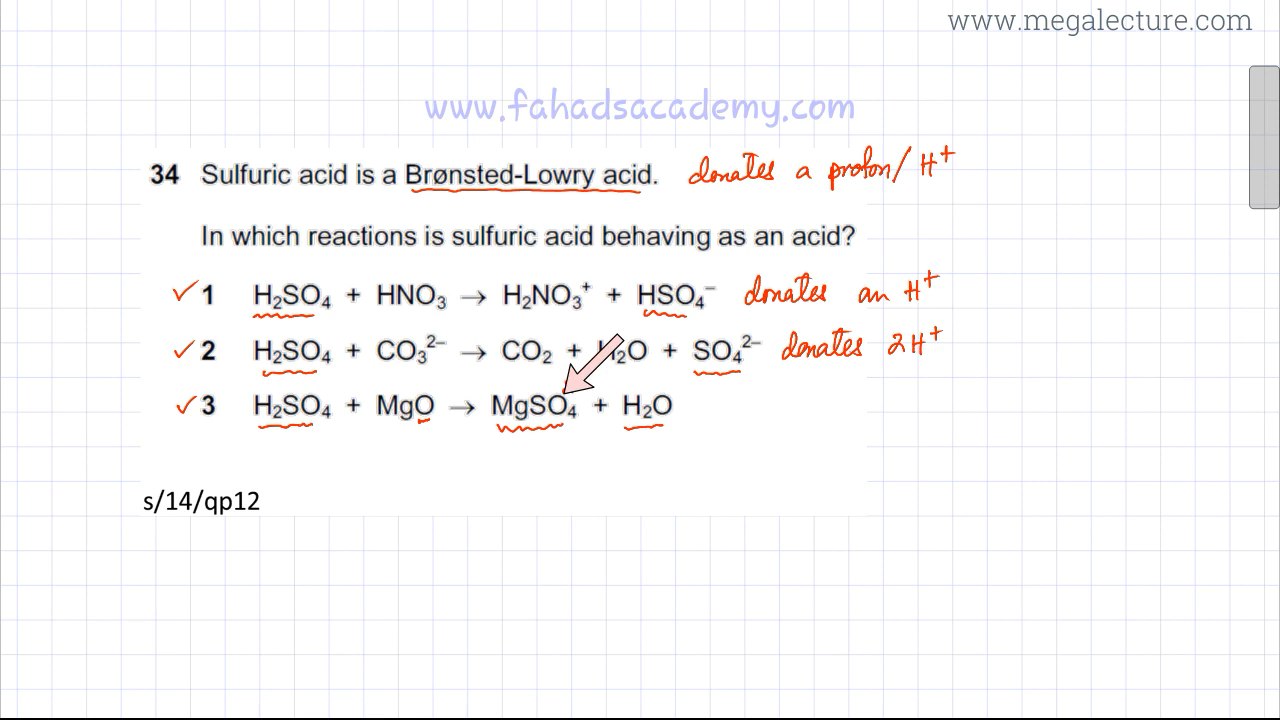 www.megalecture.com
www.fahadsacademy.com
34 Sulfuric acid is a Brønsted-Lowry acid. donates a proton/ H⁺
In which reactions is sulfuric acid behaving as an acid?
✓ 1 H₂SO₄ + HNO₃ → H₂NO₃⁺ + HSO₄⁻ donates an H⁺
✓ 2 H₂SO₄ + CO₃²⁻ → CO₂ + H₂O + SO₄²⁻ donates 2H⁺
✓ 3 H₂SO₄ + MgO → MgSO₄ + H₂O
s/14/qp12